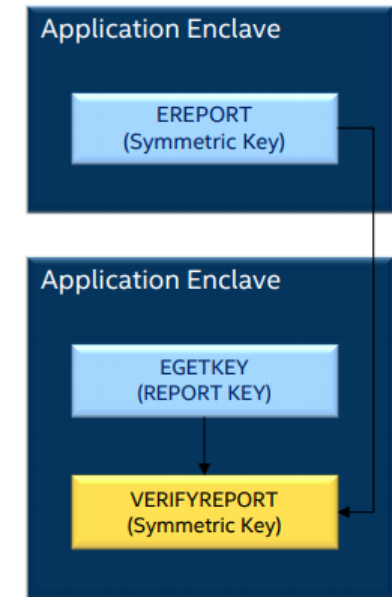 Application Enclave
EREPORT
(Symmetric Key)
Application Enclave
EGETKEY
(REPORT KEY)
VERIFYREPORT
(Symmetric Key)